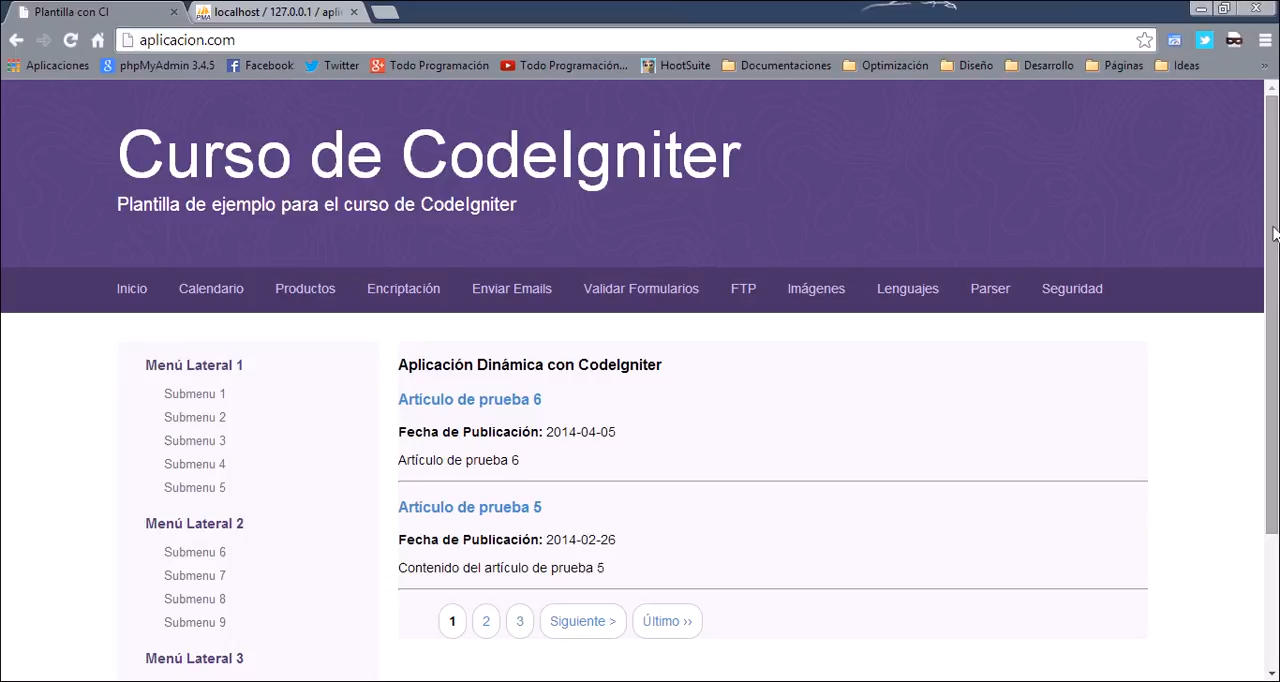 Plantilla con CI
localhost / 127.0.0.1 / apli
aplicacion.com
Aplicaciones phpMyAdmin 3.4.5 Facebook Twitter Todo Programación Todo Programación... HootSuite Documentaciones Optimización Diseño Desarrollo Páginas Ideas »
Curso de CodeIgniter
Plantilla de ejemplo para el curso de CodeIgniter
Inicio Calendario Productos Encriptación Enviar Emails Validar Formularios FTP Imágenes Lenguajes Parser Seguridad
Menú Lateral 1
Submenu 1
Submenu 2
Submenu 3
Submenu 4
Submenu 5
Menú Lateral 2
Submenu 6
Submenu 7
Submenu 8
Submenu 9
Menú Lateral 3
Aplicación Dinámica con CodeIgniter
Artículo de prueba 6
Fecha de Publicación: 2014-04-05
Artículo de prueba 6
Artículo de prueba 5
Fecha de Publicación: 2014-02-26
Contenido del artículo de prueba 5
1 2 3 Siguiente > Último ››